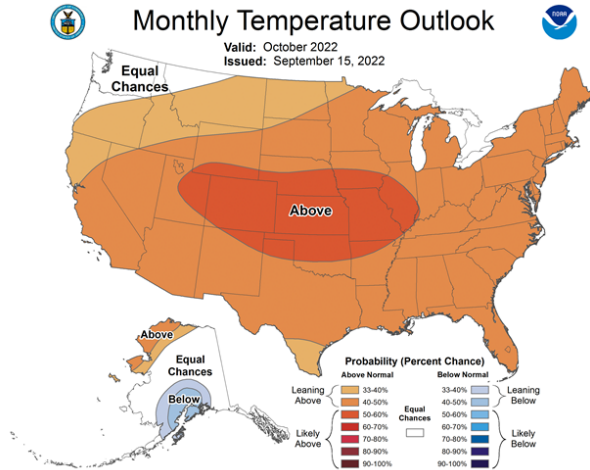 Monthly Temperature Outlook
Valid: October 2022
Issued: September 15, 2022
NOAA
Equal
Chances
Above
Above
Equal
Chances
Below
Probability (Percent Chance)
Above Normal
Below Normal
Leaning
Above
33-40%
40-50%
Likely
Above
50-60%
60-70%
70-80%
80-90%
90-100%
Equal
Chances
33-40%
40-50%
Leaning
Below
50-60%
60-70%
70-80%
80-90%
90-100%
Likely
Below